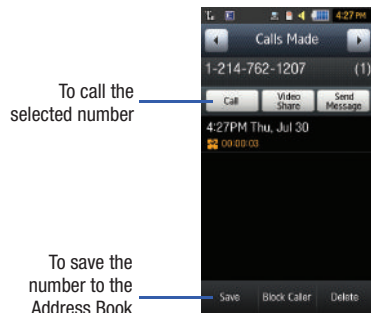 4:27 PM
Calls Made
1-214-762-1207 (1)
To call the
selected number
Call
Video
Share
Send
Message
4:27PM Thu, Jul 30
00:00:03
To save the
number to the
Address Book
Save Block Caller Delete